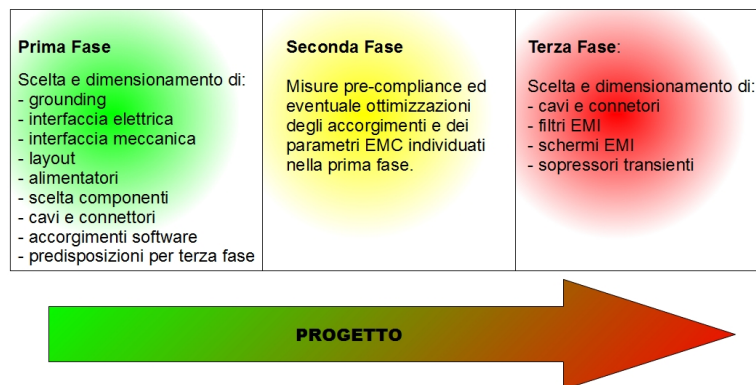 Prima Fase
Scelta e dimensionamento di:
- grounding
- interfaccia elettrica
- interfaccia meccanica
- layout
- alimentatori
- scelta componenti
- cavi e connettori
- accorgimenti software
- predisposizioni per terza fase
Seconda Fase
Misure pre-compliance ed
eventuale ottimizzazioni
degli accorgimenti e dei
parametri EMC individuati
nella prima fase.
Terza Fase:
Scelta e dimensionamento di:
- cavi e connetori
- filtri EMI
- schermi EMI
- sopressori transienti
PROGETTO